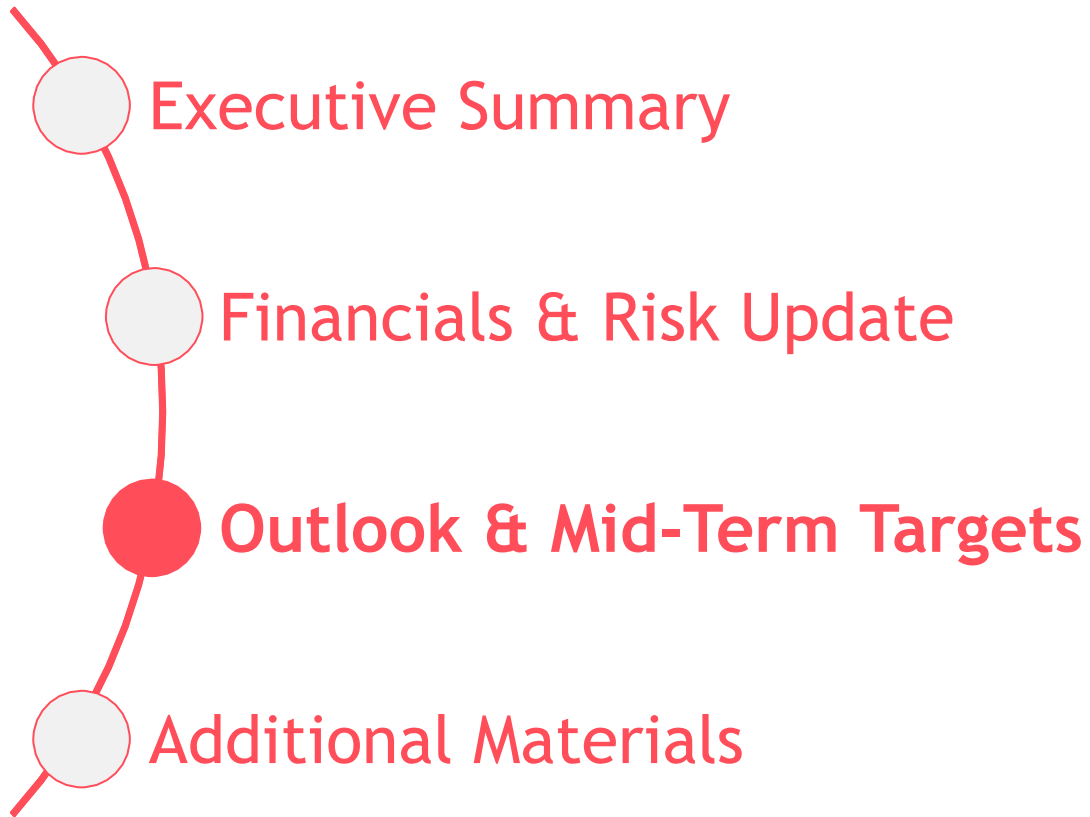 Executive Summary
Financials & Risk Update
Outlook & Mid-Term Targets
Additional Materials